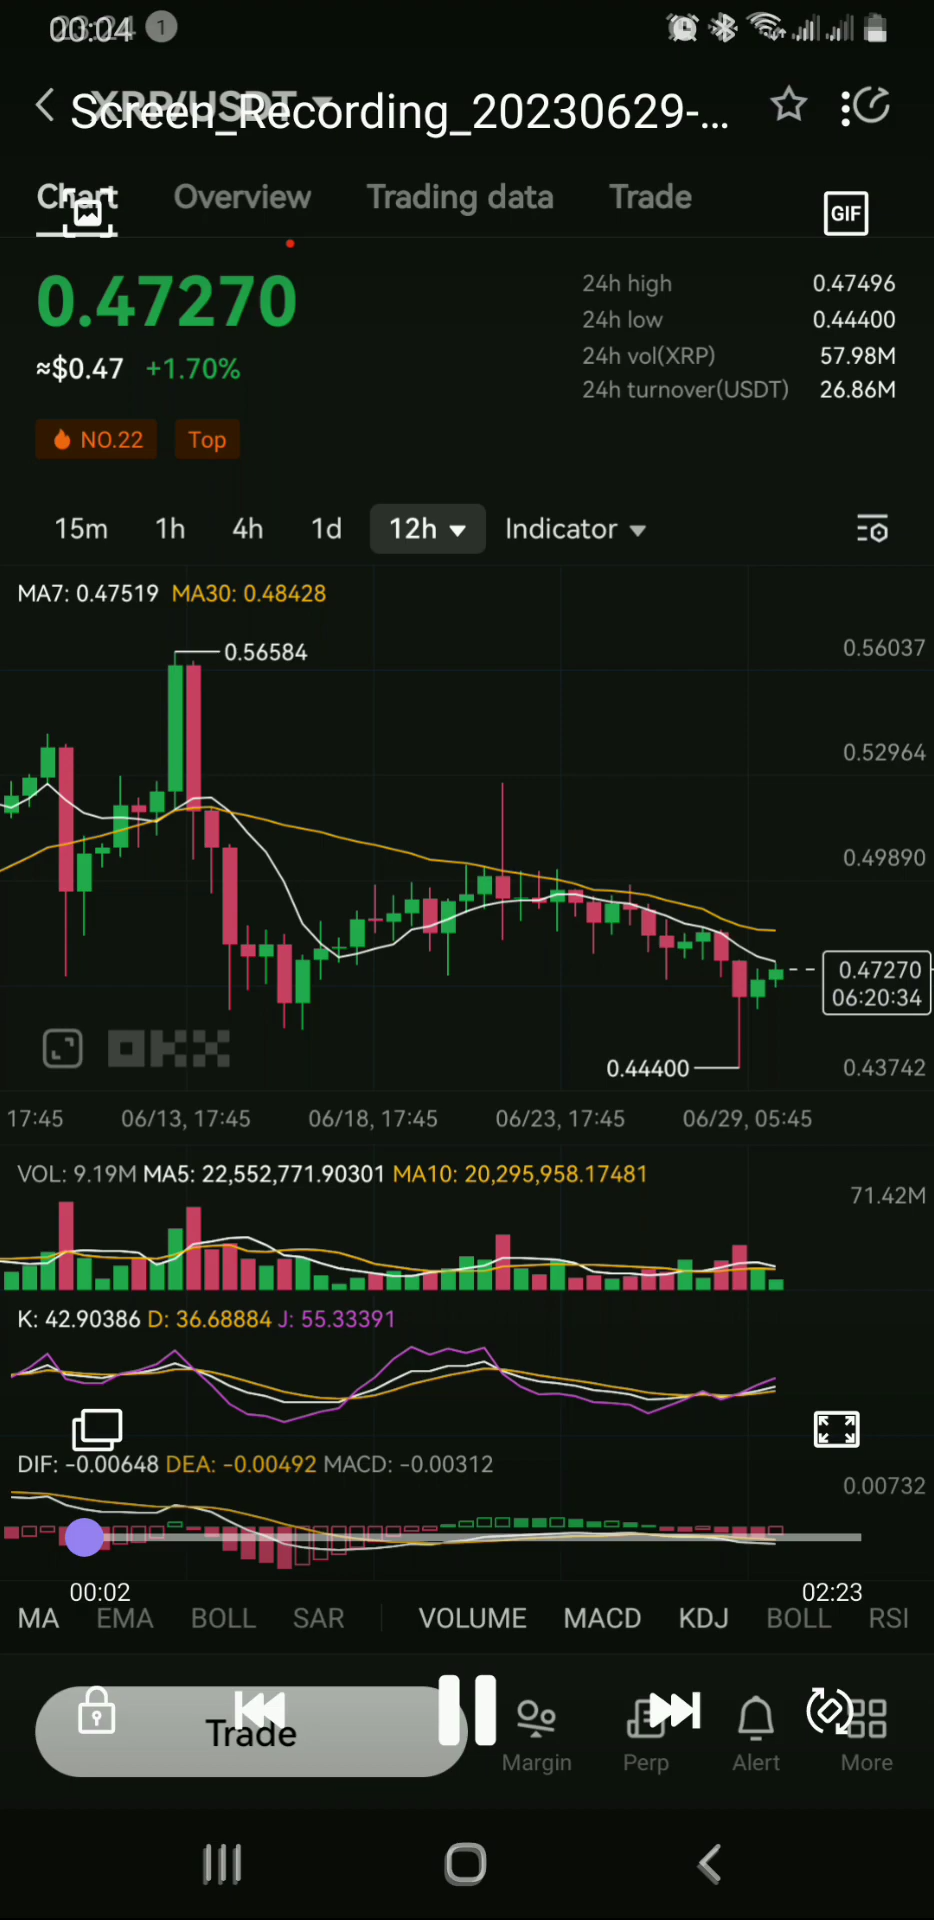 00:04 1
XRP/USDT
Screen_Recording_20230629-...
Chart Overview Trading data Trade GIF
0.47270
≈$0.47 +1.70%
24h high 0.47496
24h low 0.44400
24h vol(XRP) 57.98M
24h turnover(USDT) 26.86M
NO.22 Top
15m 1h 4h 1d 12h Indicator
MA7: 0.47519 MA30: 0.48428
0.56584
0.56037
0.52964
0.49890
0.47270
06:20:34
OKX
0.44400
0.43742
17:45 06/13, 17:45 06/18, 17:45 06/23, 17:45 06/29, 05:45
VOL: 9.19M MA5: 22,552,771.90301 MA10: 20,295,958.17481
71.42M
K: 42.90386 D: 36.68884 J: 55.33391
DIF: -0.00648 DEA: -0.00492 MACD: -0.00312
0.00732
00:02 02:23
MA EMA BOLL SAR VOLUME MACD KDJ BOLL RSI
Trade
Margin Perp Alert More